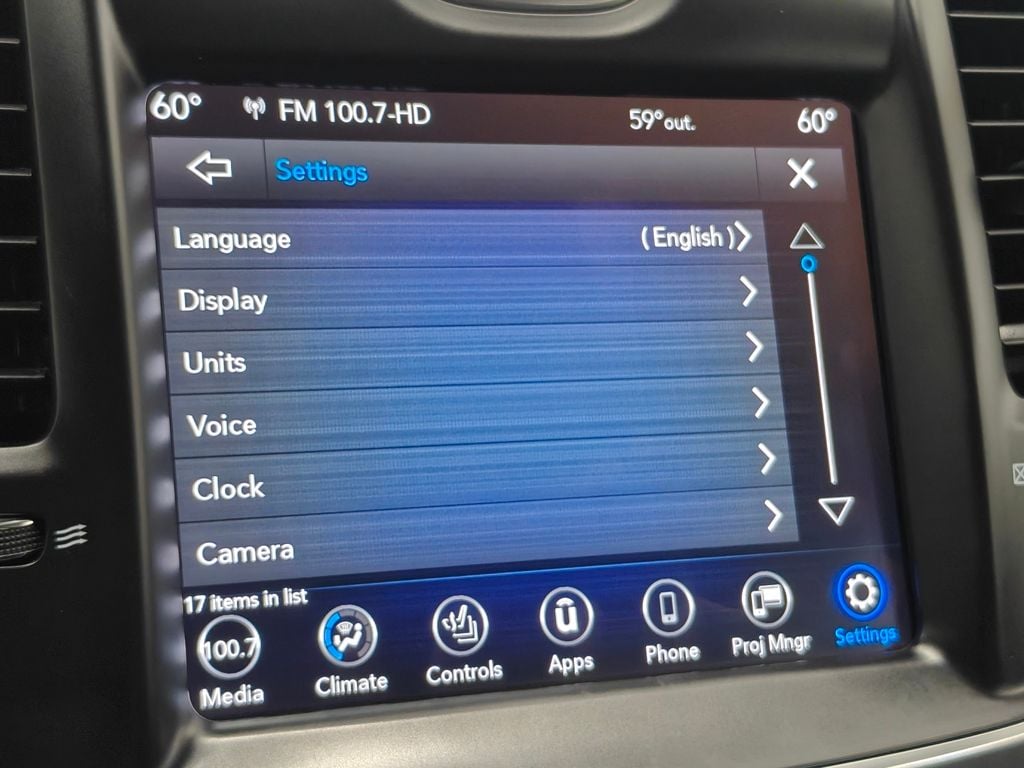 60° FM 100.7-HD 59° out. 60°
Settings
Language (English)
Display
Units
Voice
Clock
Camera
17 items in list
100.7
Media Climate Controls Apps Phone Proj Mngr Settings